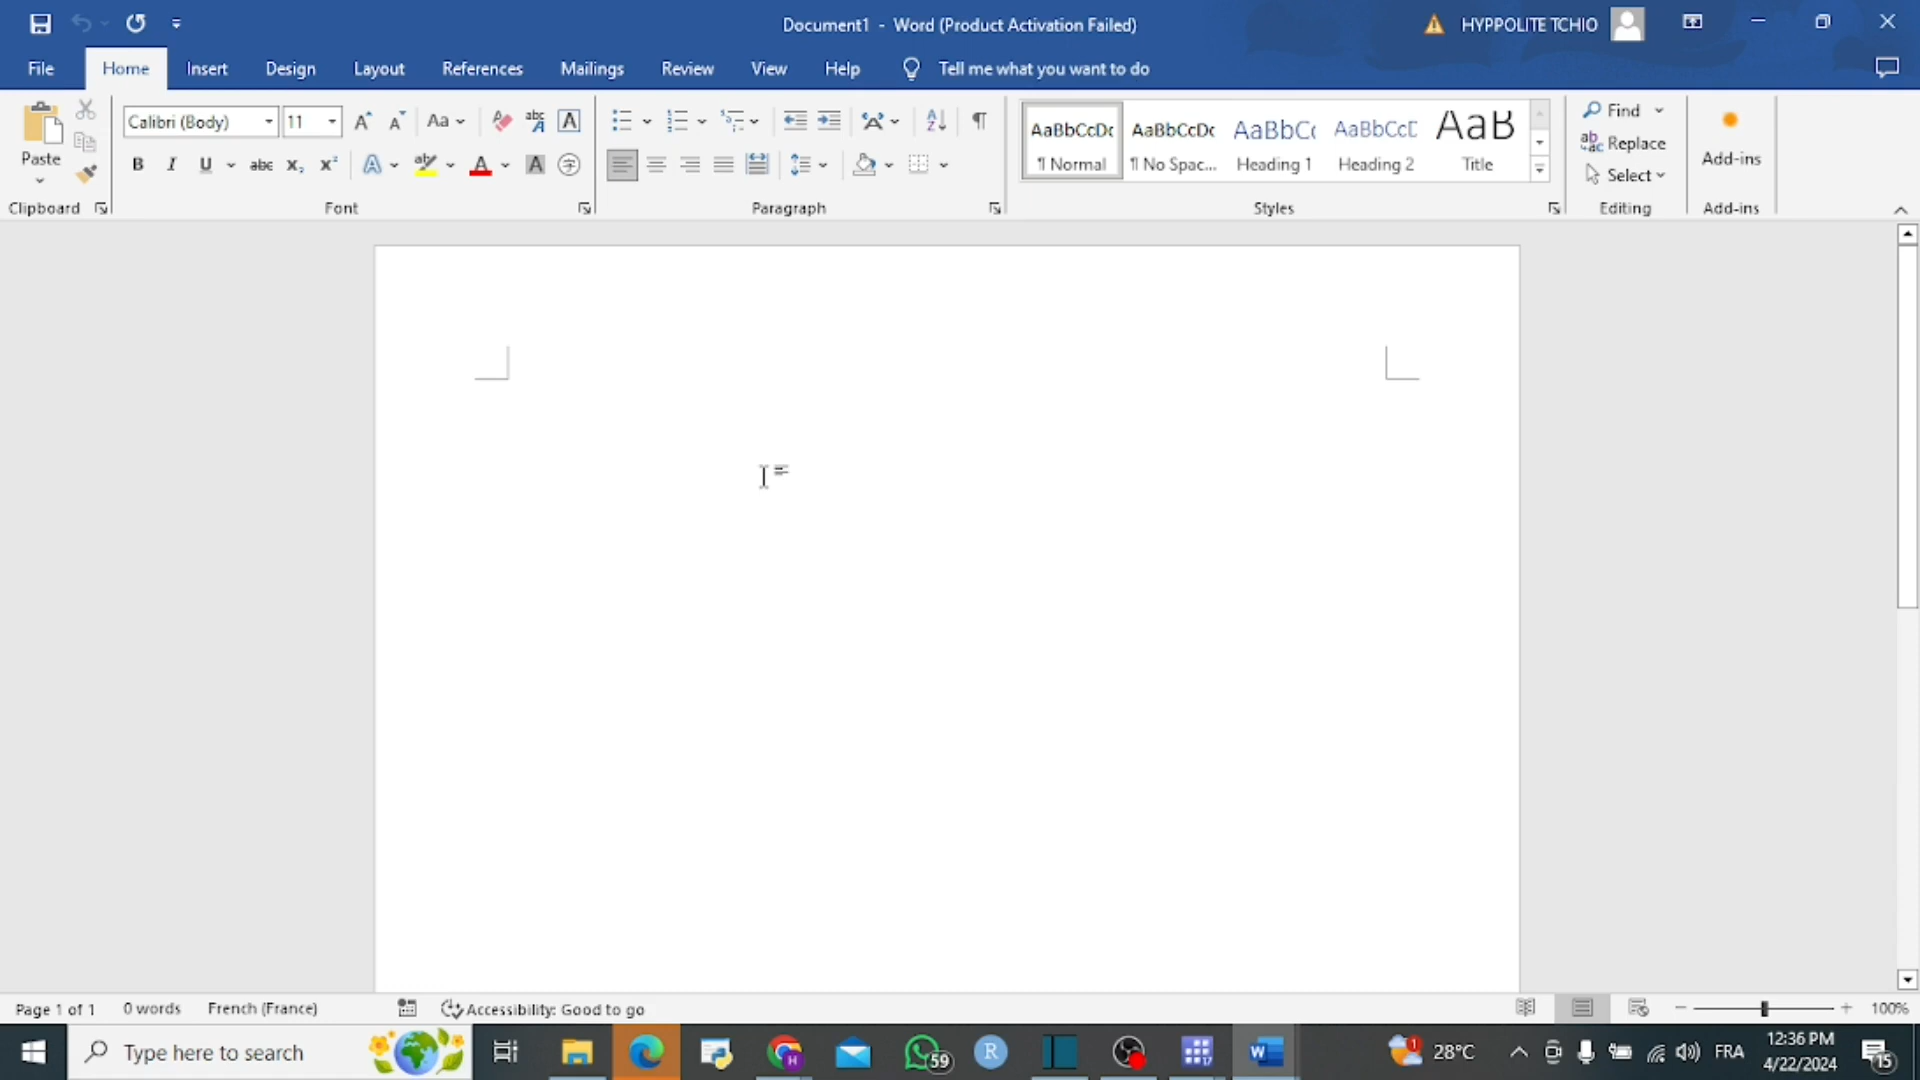 Document1 - Word (Product Activation Failed)
HYPPOLITE TCHIO
File Home Insert Design Layout References Mailings Review View Help Tell me what you want to do
Calibri (Body) 11 Aa
Paste
AaBbCcDc AaBbCcDc AaBbCc AaBbCcD AaB
¶ Normal ¶ No Spac... Heading 1 Heading 2 Title
Find
Replace
Select
Add-ins
Clipboard Font Paragraph Styles Editing Add-ins
Page 1 of 1 0 words French (France) Accessibility: Good to go 100%
Type here to search
59
28°C
FRA
12:36 PM
4/22/2024
15